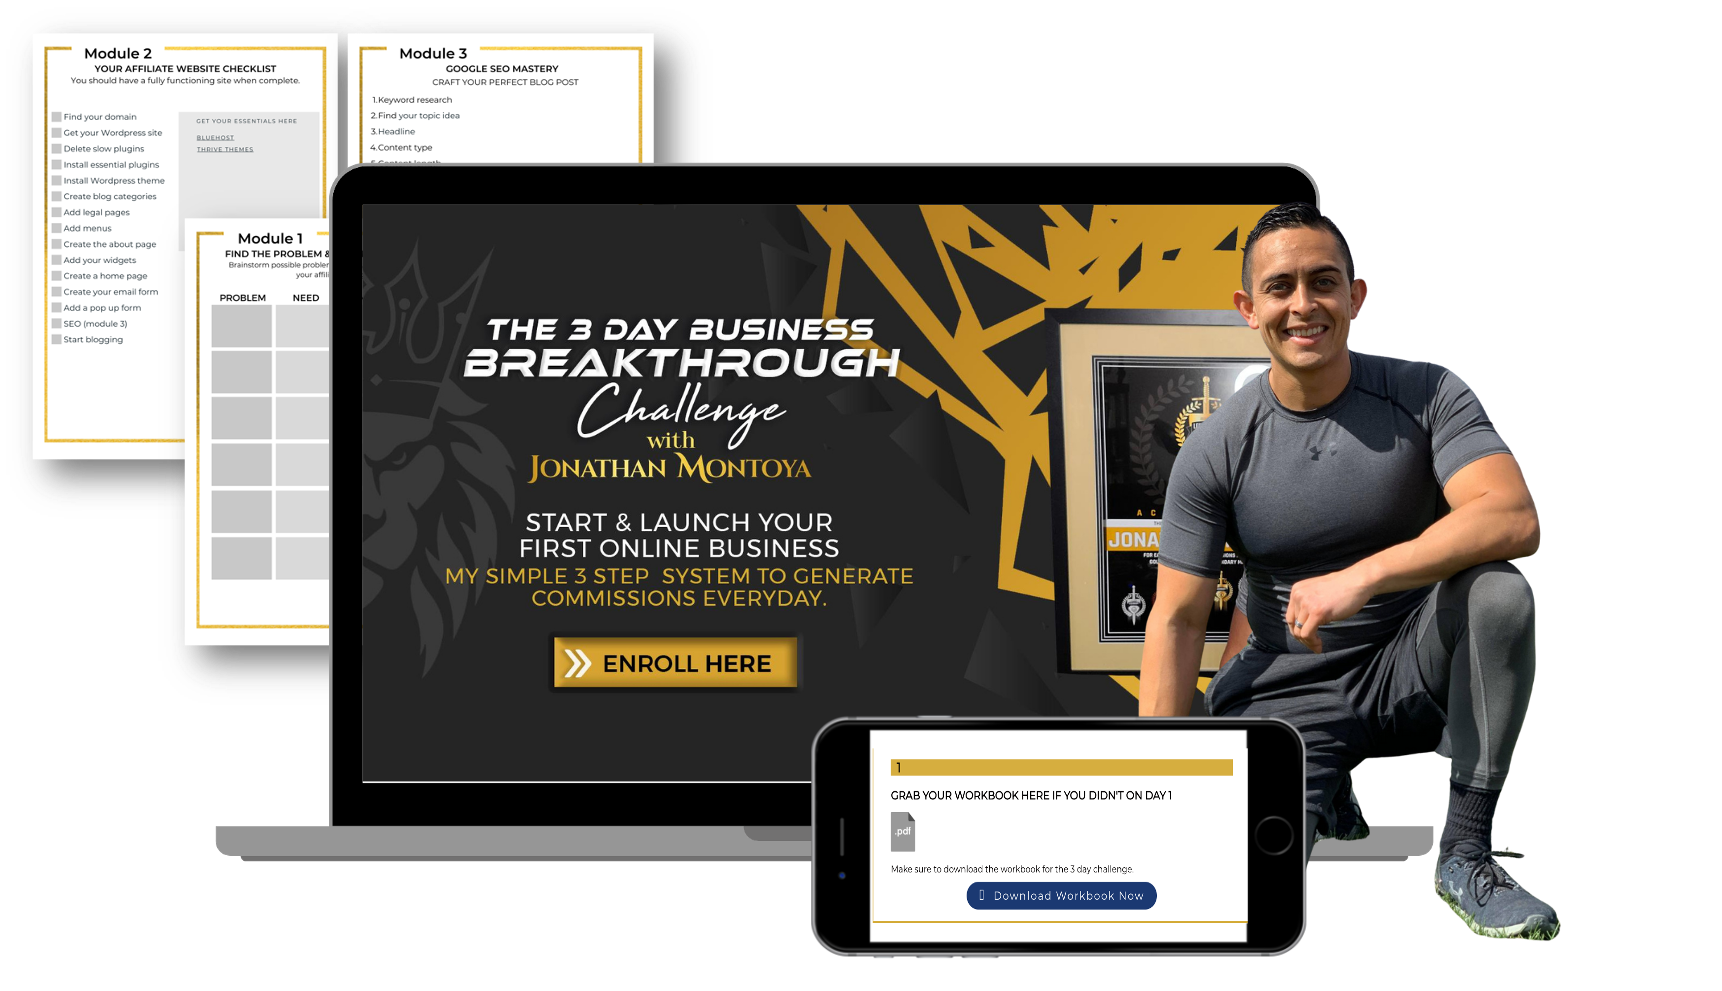 Module 2
YOUR AFFILIATE WEBSITE CHECKLIST
You should have a fully functioning site when complete.
Find your domain
Get your Wordpress site
Delete slow plugins
Install essential plugins
Install Wordpress theme
Create blog categories
Add legal pages
Add menus
Create the about page
Add your widgets
Create a home page
Create your email form
Add a pop up form
SEO (module 3)
Start blogging
GET YOUR ESSENTIALS HERE
BLUEHOST
THRIVE THEMES
Module 3
GOOGLE SEO MASTERY
CRAFT YOUR PERFECT BLOG POST
1. Keyword research
2. Find your topic idea
3. Headline
4. Content type
5. Content length
Module 1
FIND THE PROBLEM &
Brainstorm possible
your
PROBLEM NEED
THE 3 DAY BUSINESS
BREAKTHROUGH
Challenge
with
JONATHAN MONTOYA
START & LAUNCH YOUR
FIRST ONLINE BUSINESS
MY SIMPLE 3 STEP SYSTEM TO GENERATE
COMMISSIONS EVERYDAY.
ENROLL HERE
JONA
1
GRAB YOUR WORKBOOK HERE IF YOU DIDN'T ON DAY 1
.pdf
Make sure to download the workbook for the 3 day challenge.
Download Workbook Now